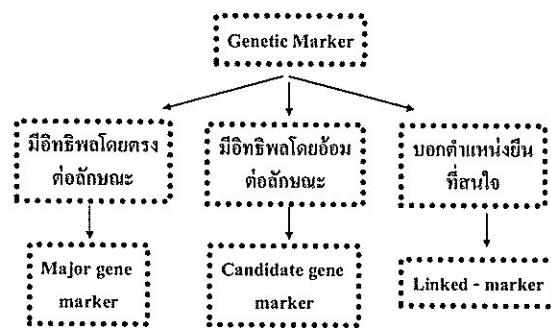 Genetic Marker
มีอิทธิพลโดยตรง
ต่อลักษณะ
มีอิทธิพลโดยอ้อม
ต่อลักษณะ
บอกตำแหน่งยีน
ที่สนใจ
Major gene
marker
Candidate gene
marker
Linked - marker